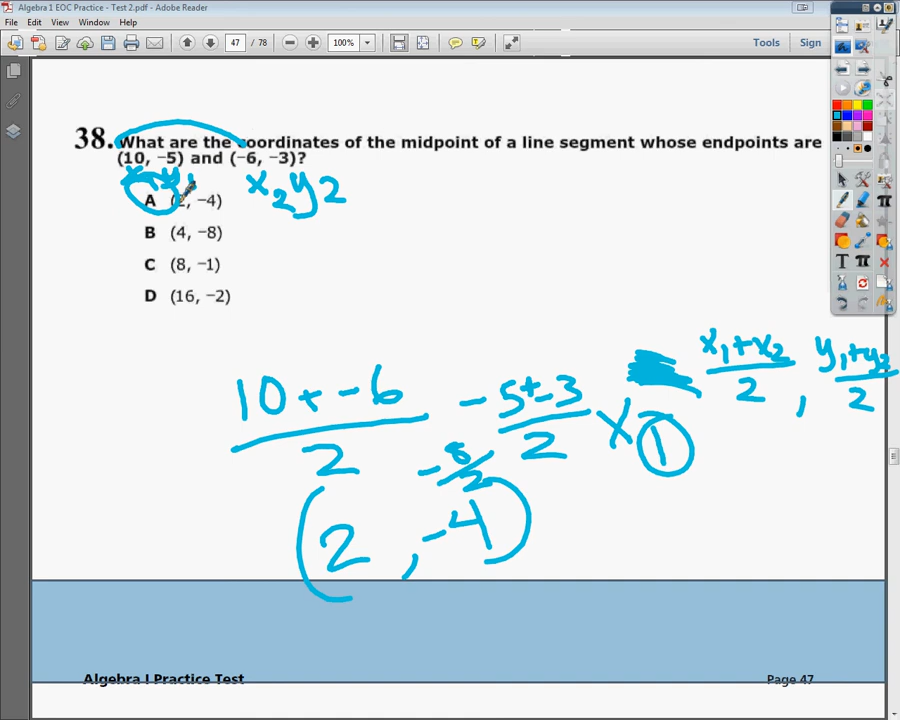 Algebra 1 EOC Practice - Test 2.pdf - Adobe Reader
File Edit View Window Help
47 / 78 100% Tools Sign
38. What are the coordinates of the midpoint of a line segment whose endpoints are
(10, −5) and (−6, −3)?
x₂ y2
A (2, −4)
B (4, −8)
C (8, −1)
D (16, −2)
x₁+x₂/2 , y₁+y₂/2
10 + -6/2 -5+-3/2
1
-8/2
(2, -4)
Algebra I Practice Test Page 47